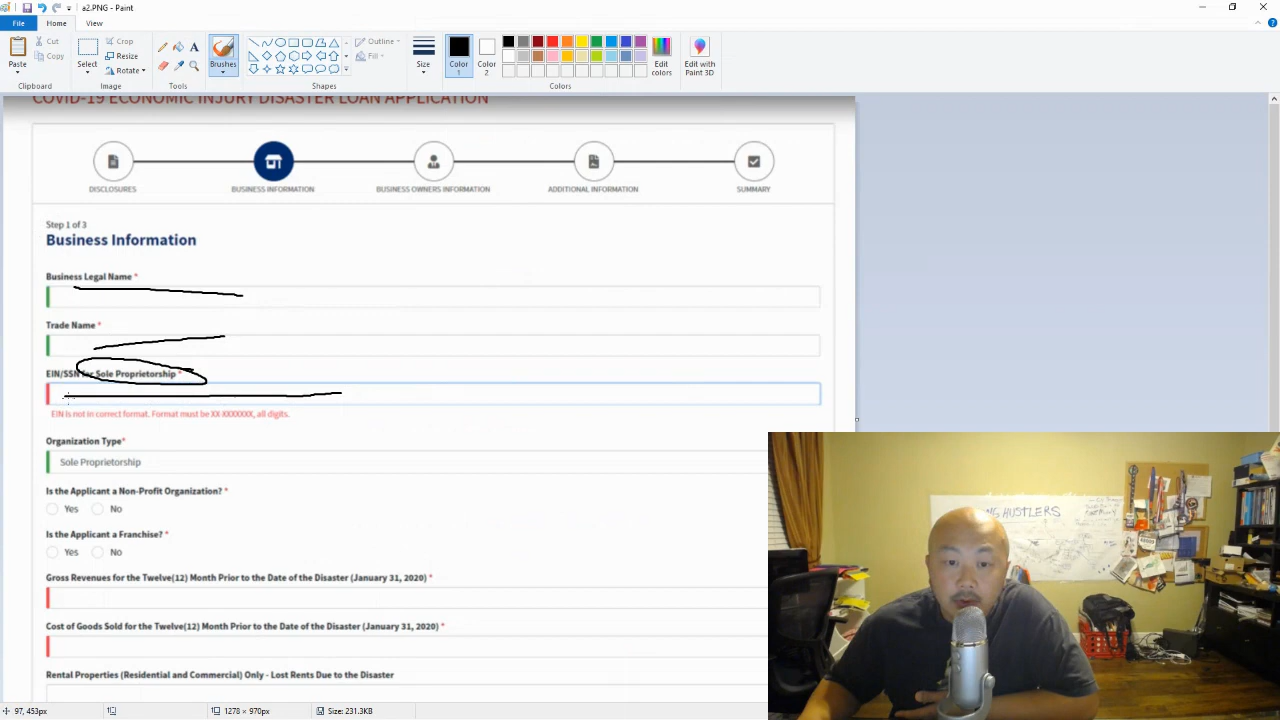 a2.PNG - Paint
File Home View
Paste
Cut
Copy
Clipboard
Select
Crop
Resize
Rotate
Image
Tools
Brushes
Shapes
Outline
Fill
Size
Color 1
Color 2
Edit colors
Colors
Edit with Paint 3D
COVID-19 ECONOMIC INJURY DISASTER LOAN APPLICATION
DISCLOSURES BUSINESS INFORMATION BUSINESS OWNERS INFORMATION ADDITIONAL INFORMATION SUMMARY
Step 1 of 3
Business Information
Business Legal Name *
Trade Name *
EIN/SSN for Sole Proprietorship *
EIN is not in correct format. Format must be XX-XXXXXXX, all digits.
Organization Type*
Sole Proprietorship
Is the Applicant a Non-Profit Organization? *
Yes No
Is the Applicant a Franchise? *
Yes No
Gross Revenues for the Twelve(12) Month Prior to the Date of the Disaster (January 31, 2020) *
Cost of Goods Sold for the Twelve(12) Month Prior to the Date of the Disaster (January 31, 2020) *
Rental Properties (Residential and Commercial) Only - Lost Rents Due to the Disaster
HUSTLERS
97, 453px 1278 × 970px Size: 231.3KB